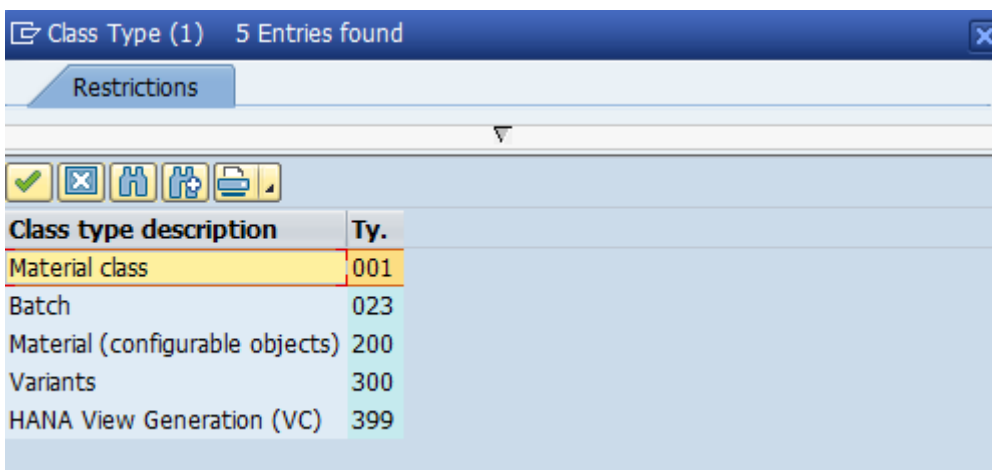 Class Type (1) 5 Entries found
Restrictions
Class type description Ty.
Material class 001
Batch 023
Material (configurable objects) 200
Variants 300
HANA View Generation (VC) 399